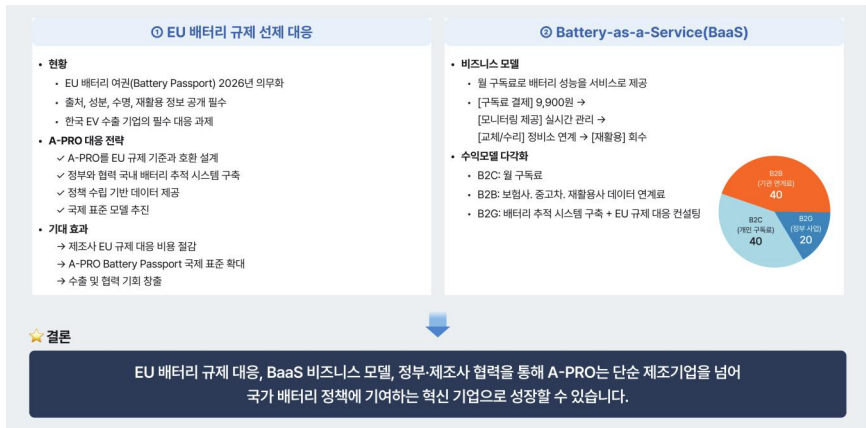 ① EU 배터리 규제 선제 대응
• 현황
• EU 배터리 여권(Battery Passport) 2026년 의무화
• 출처, 성분, 수명, 재활용 정보 공개 필수
• 한국 EV 수출 기업의 필수 대응 과제
• A-PRO 대응 전략
✓ A-PRO를 EU 규제 기준과 호환 설계
✓ 정부와 협력 국내 배터리 추적 시스템 구축
✓ 정책 수립 기반 데이터 제공
✓ 국제 표준 모델 추진
• 기대 효과
→ 제조사 EU 규제 대응 비용 절감
→ A-PRO Battery Passport 국제 표준 확대
→ 수출 및 협력 기회 창출
② Battery-as-a-Service(BaaS)
• 비즈니스 모델
• 월 구독료로 배터리 성능을 서비스로 제공
• [구독료 결제] 9,900원 →
[모니터링 제공] 실시간 관리 →
[교체/수리] 정비소 연계 → [재활용] 회수
• 수익모델 다각화
• B2C: 월 구독료
• B2B: 보험사. 중고차. 재활용사 데이터 연계료
• B2G: 배터리 추적 시스템 구축 + EU 규제 대응 컨설팅
B2B
(기관 연계료)
40
B2C
(개인 구독료)
40
B2G
(정부 사업)
20
⭐ 결론
EU 배터리 규제 대응, BaaS 비즈니스 모델, 정부·제조사 협력을 통해 A-PRO는 단순 제조기업을 넘어
국가 배터리 정책에 기여하는 혁신 기업으로 성장할 수 있습니다.